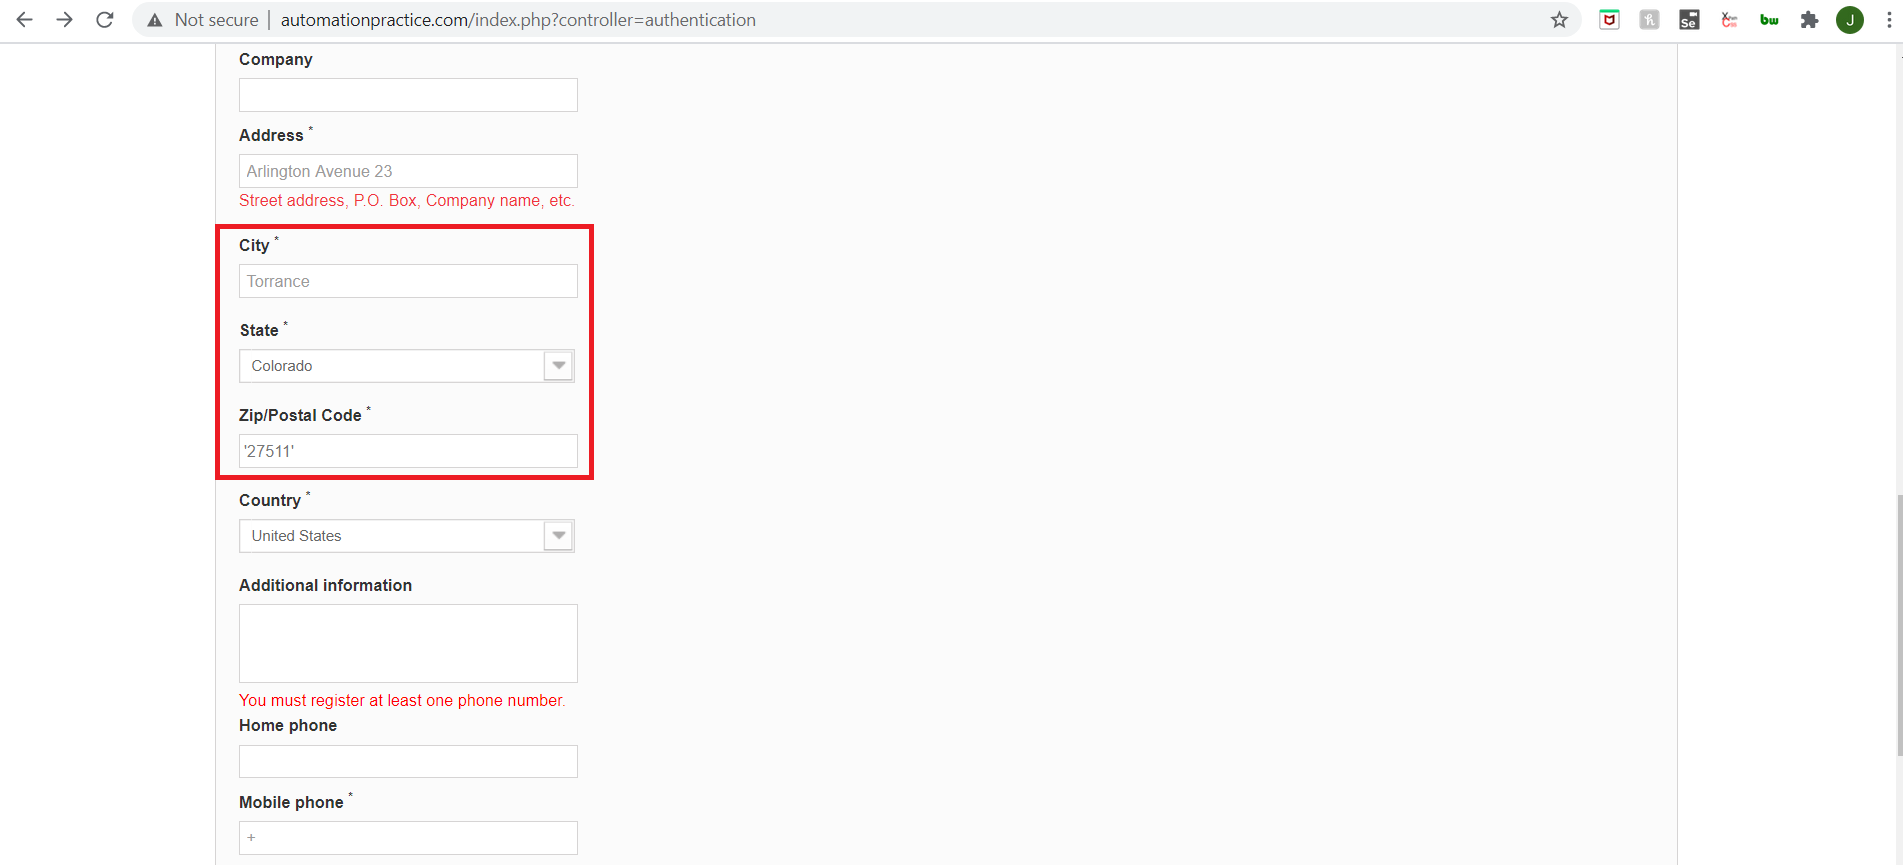 Not secure | automationpractice.com/index.php?controller=authentication
Se
bw
J
Company
Address *
Arlington Avenue 23
Street address, P.O. Box, Company name, etc.
City *
Torrance
State *
Colorado
Zip/Postal Code *
'27511'
Country *
United States
Additional information
You must register at least one phone number.
Home phone
Mobile phone *
+